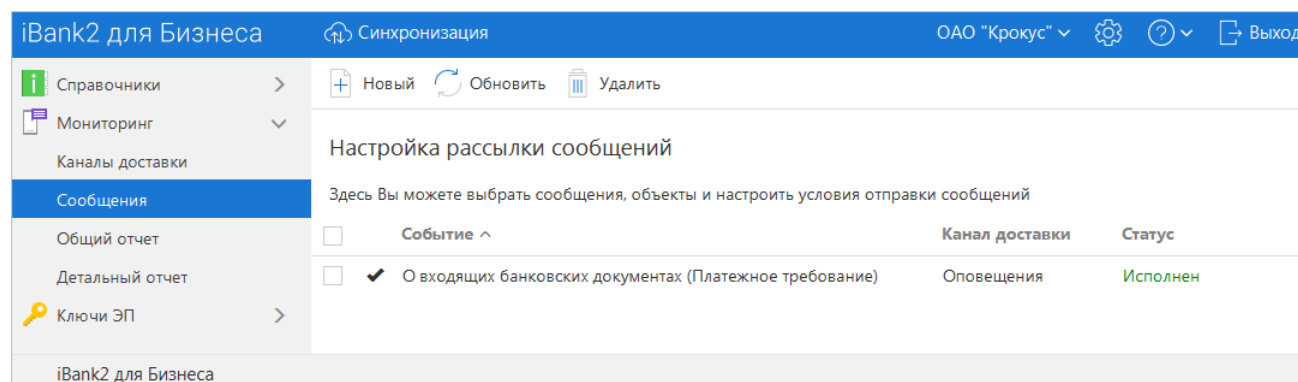 iBank2 для Бизнеса
Синхронизация
ОАО "Крокус"
Выход
Справочники
Новый Обновить Удалить
Мониторинг
Каналы доставки
Сообщения
Общий отчет
Детальный отчет
Ключи ЭП
Настройка рассылки сообщений
Здесь Вы можете выбрать сообщения, объекты и настроить условия отправки сообщений
Событие Канал доставки Статус
О входящих банковских документах (Платежное требование) Оповещения Исполнен
iBank2 для Бизнеса